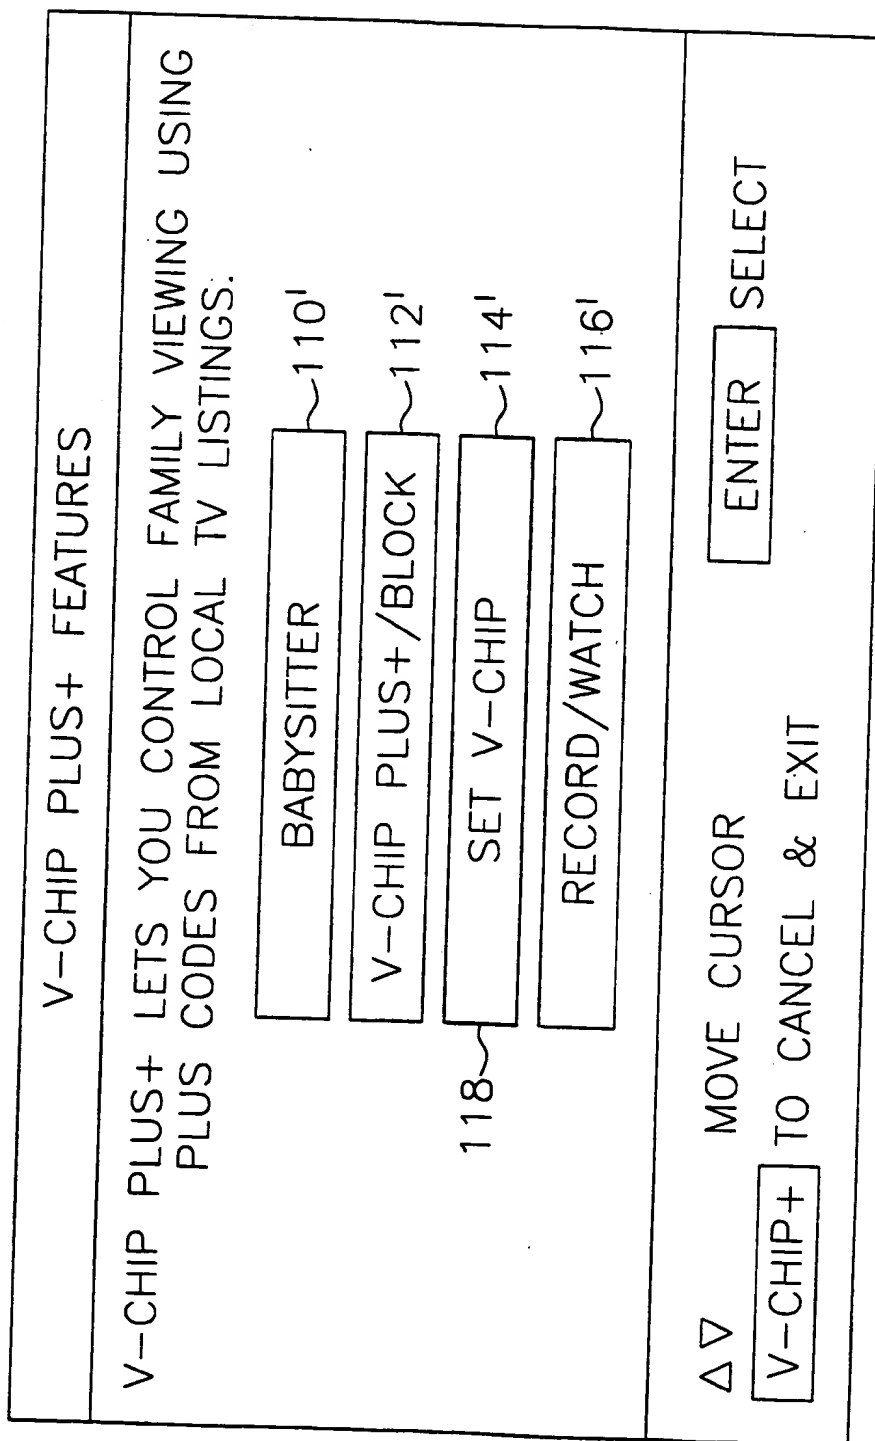 V-CHIP PLUS+ FEATURES
V-CHIP PLUS+ LETS YOU CONTROL FAMILY VIEWING USING
PLUS CODES FROM LOCAL TV LISTINGS.
BABYSITTER 110'
V-CHIP PLUS+/BLOCK 112'
118 SET V-CHIP 114'
RECORD/WATCH 116'
△▽ MOVE CURSOR ENTER SELECT
V-CHIP+ TO CANCEL & EXIT